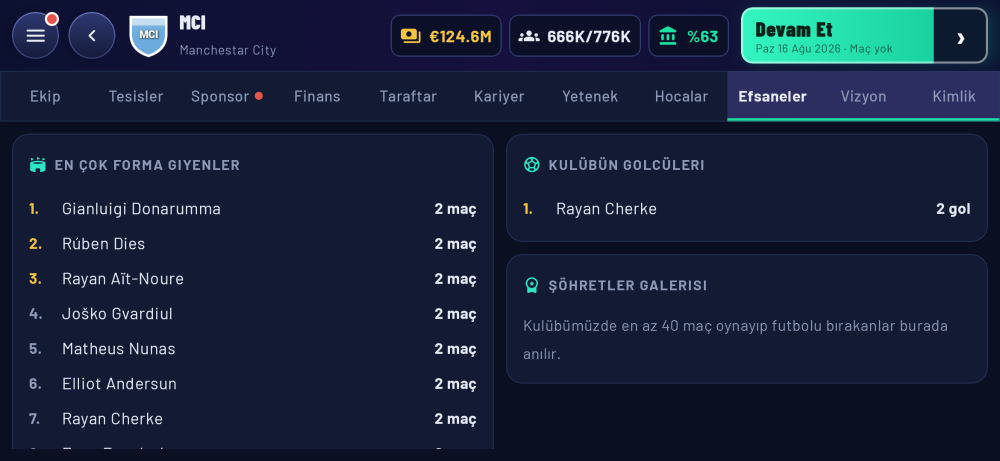 MCI
MCI
Manchestar City
€124.6M
666K/776K
%63
Devam Et
Paz 16 Ağu 2026 · Maç yok
Ekip
Tesisler
Sponsor
Finans
Taraftar
Kariyer
Yetenek
Hocalar
Efsaneler
Vizyon
Kimlik
EN ÇOK FORMA GIYENLER
1. Gianluigi Donarumma 2 maç
2. Rúben Dies 2 maç
3. Rayan Aït-Noure 2 maç
4. Joško Gvardiul 2 maç
5. Matheus Nunas 2 maç
6. Elliot Andersun 2 maç
7. Rayan Cherke 2 maç
KULÜBÜN GOLCÜLERI
1. Rayan Cherke 2 gol
ŞÖHRETLER GALERISI
Kulübümüzde en az 40 maç oynayıp futbolu bırakanlar burada
anılır.